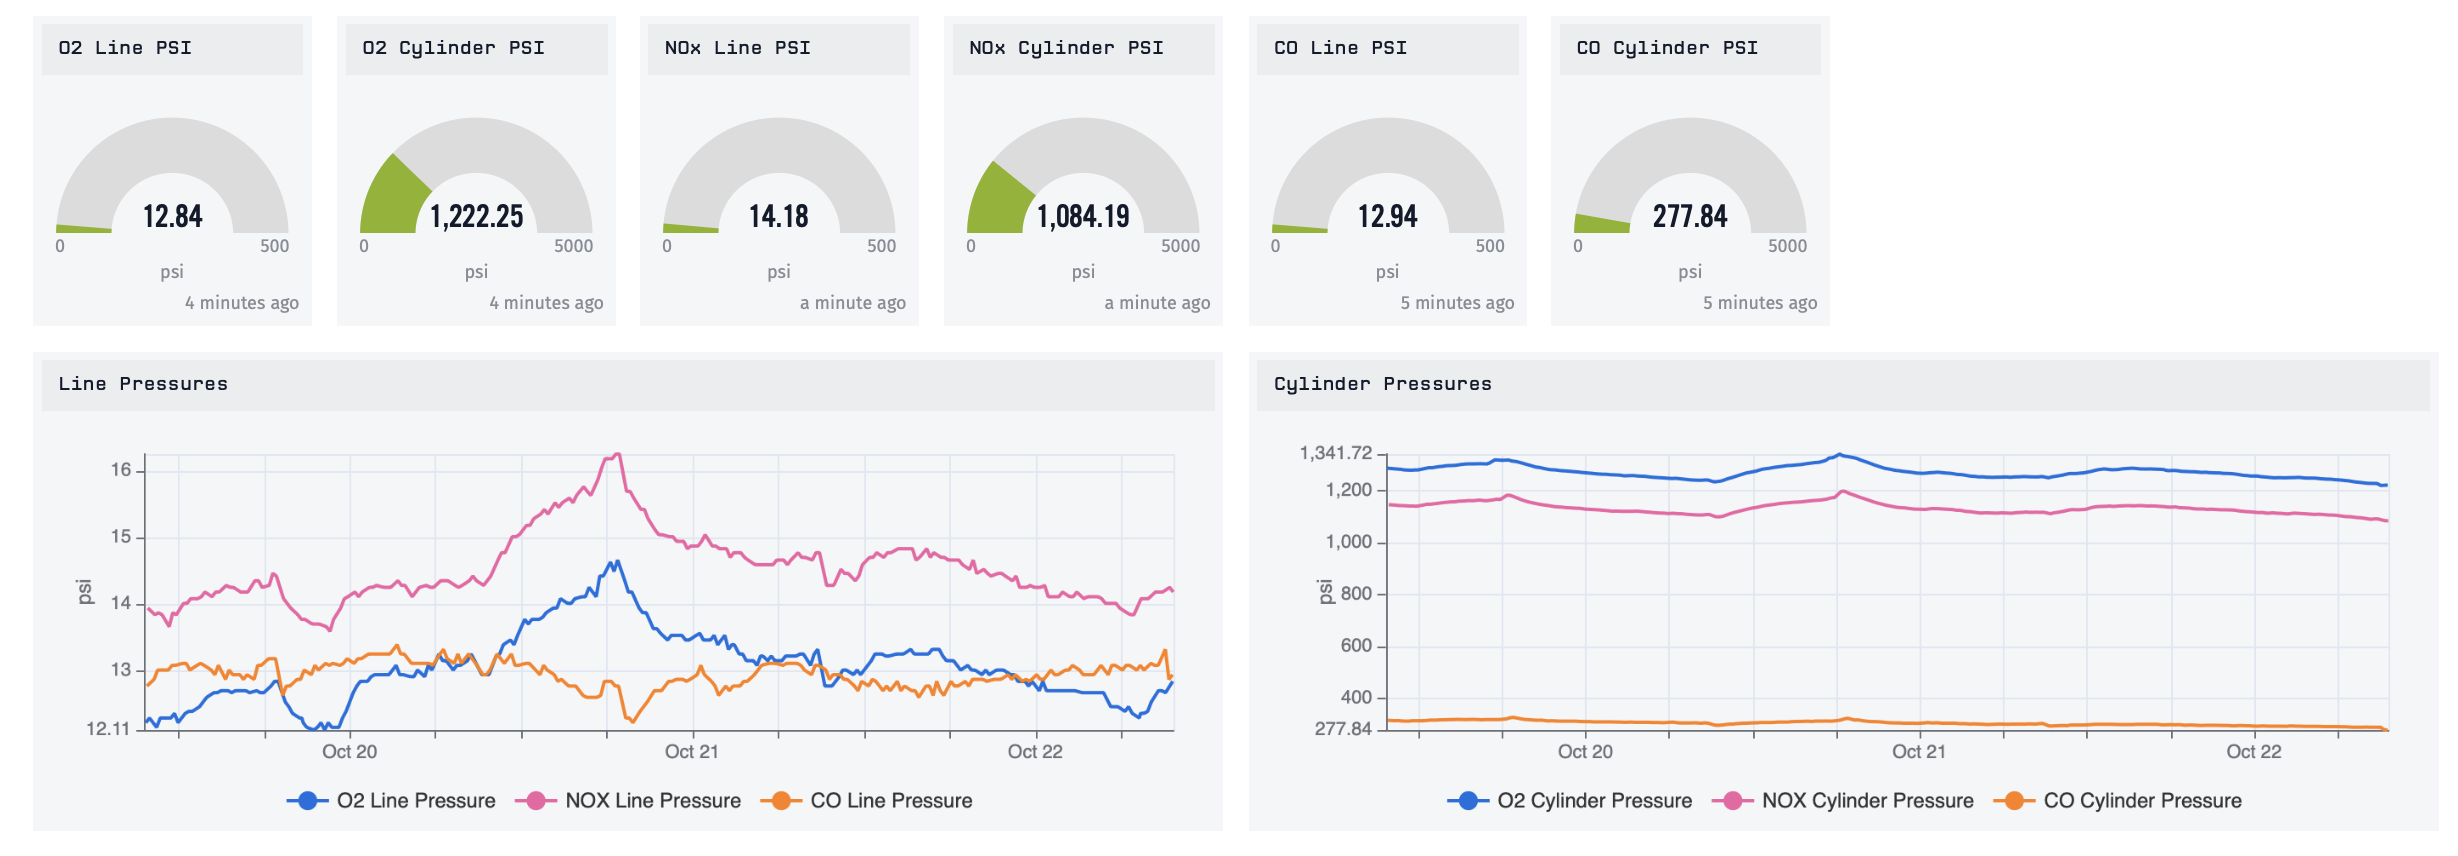 O2 Line PSI
O2 Cylinder PSI
NOx Line PSI
NOx Cylinder PSI
CO Line PSI
CO Cylinder PSI
12.84
1,222.25
14.18
1,084.19
12.94
277.84
0 500
0 5000
0 500
0 5000
0 500
0 5000
psi
psi
psi
psi
psi
psi
4 minutes ago
4 minutes ago
a minute ago
a minute ago
5 minutes ago
5 minutes ago
Line Pressures
16
15
14
13
12.11
psi
Oct 20 Oct 21 Oct 22
O2 Line Pressure NOX Line Pressure CO Line Pressure
Cylinder Pressures
1,341.72
1,200
1,000
800
600
400
277.84
psi
Oct 20 Oct 21 Oct 22
O2 Cylinder Pressure NOX Cylinder Pressure CO Cylinder Pressure